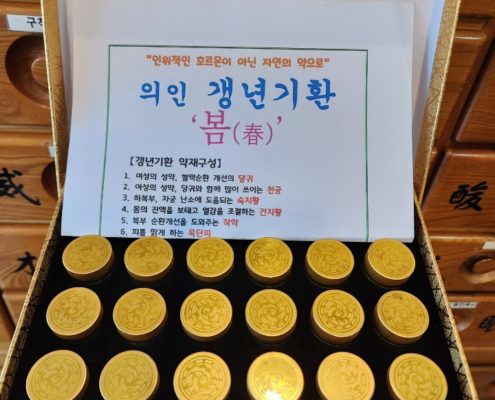 "인위적인 호르몬이 아닌 자연의 약으로"
의인 갱년기환
‘봄(春)’
[갱년기환 약재구성]
1. 여성의 성약, 혈액순환 개선의 당귀
2. 여성의 성약, 당귀와 함께 많이 쓰이는 천궁
3. 하복부, 자궁 난소에 도움되는 숙지황
4. 몸의 진액을 보태고 열감을 조절하는 건지황
5. 복부 순환개선을 도와주는 작약
6. 피를 맑게 하는 목단피
威
酸